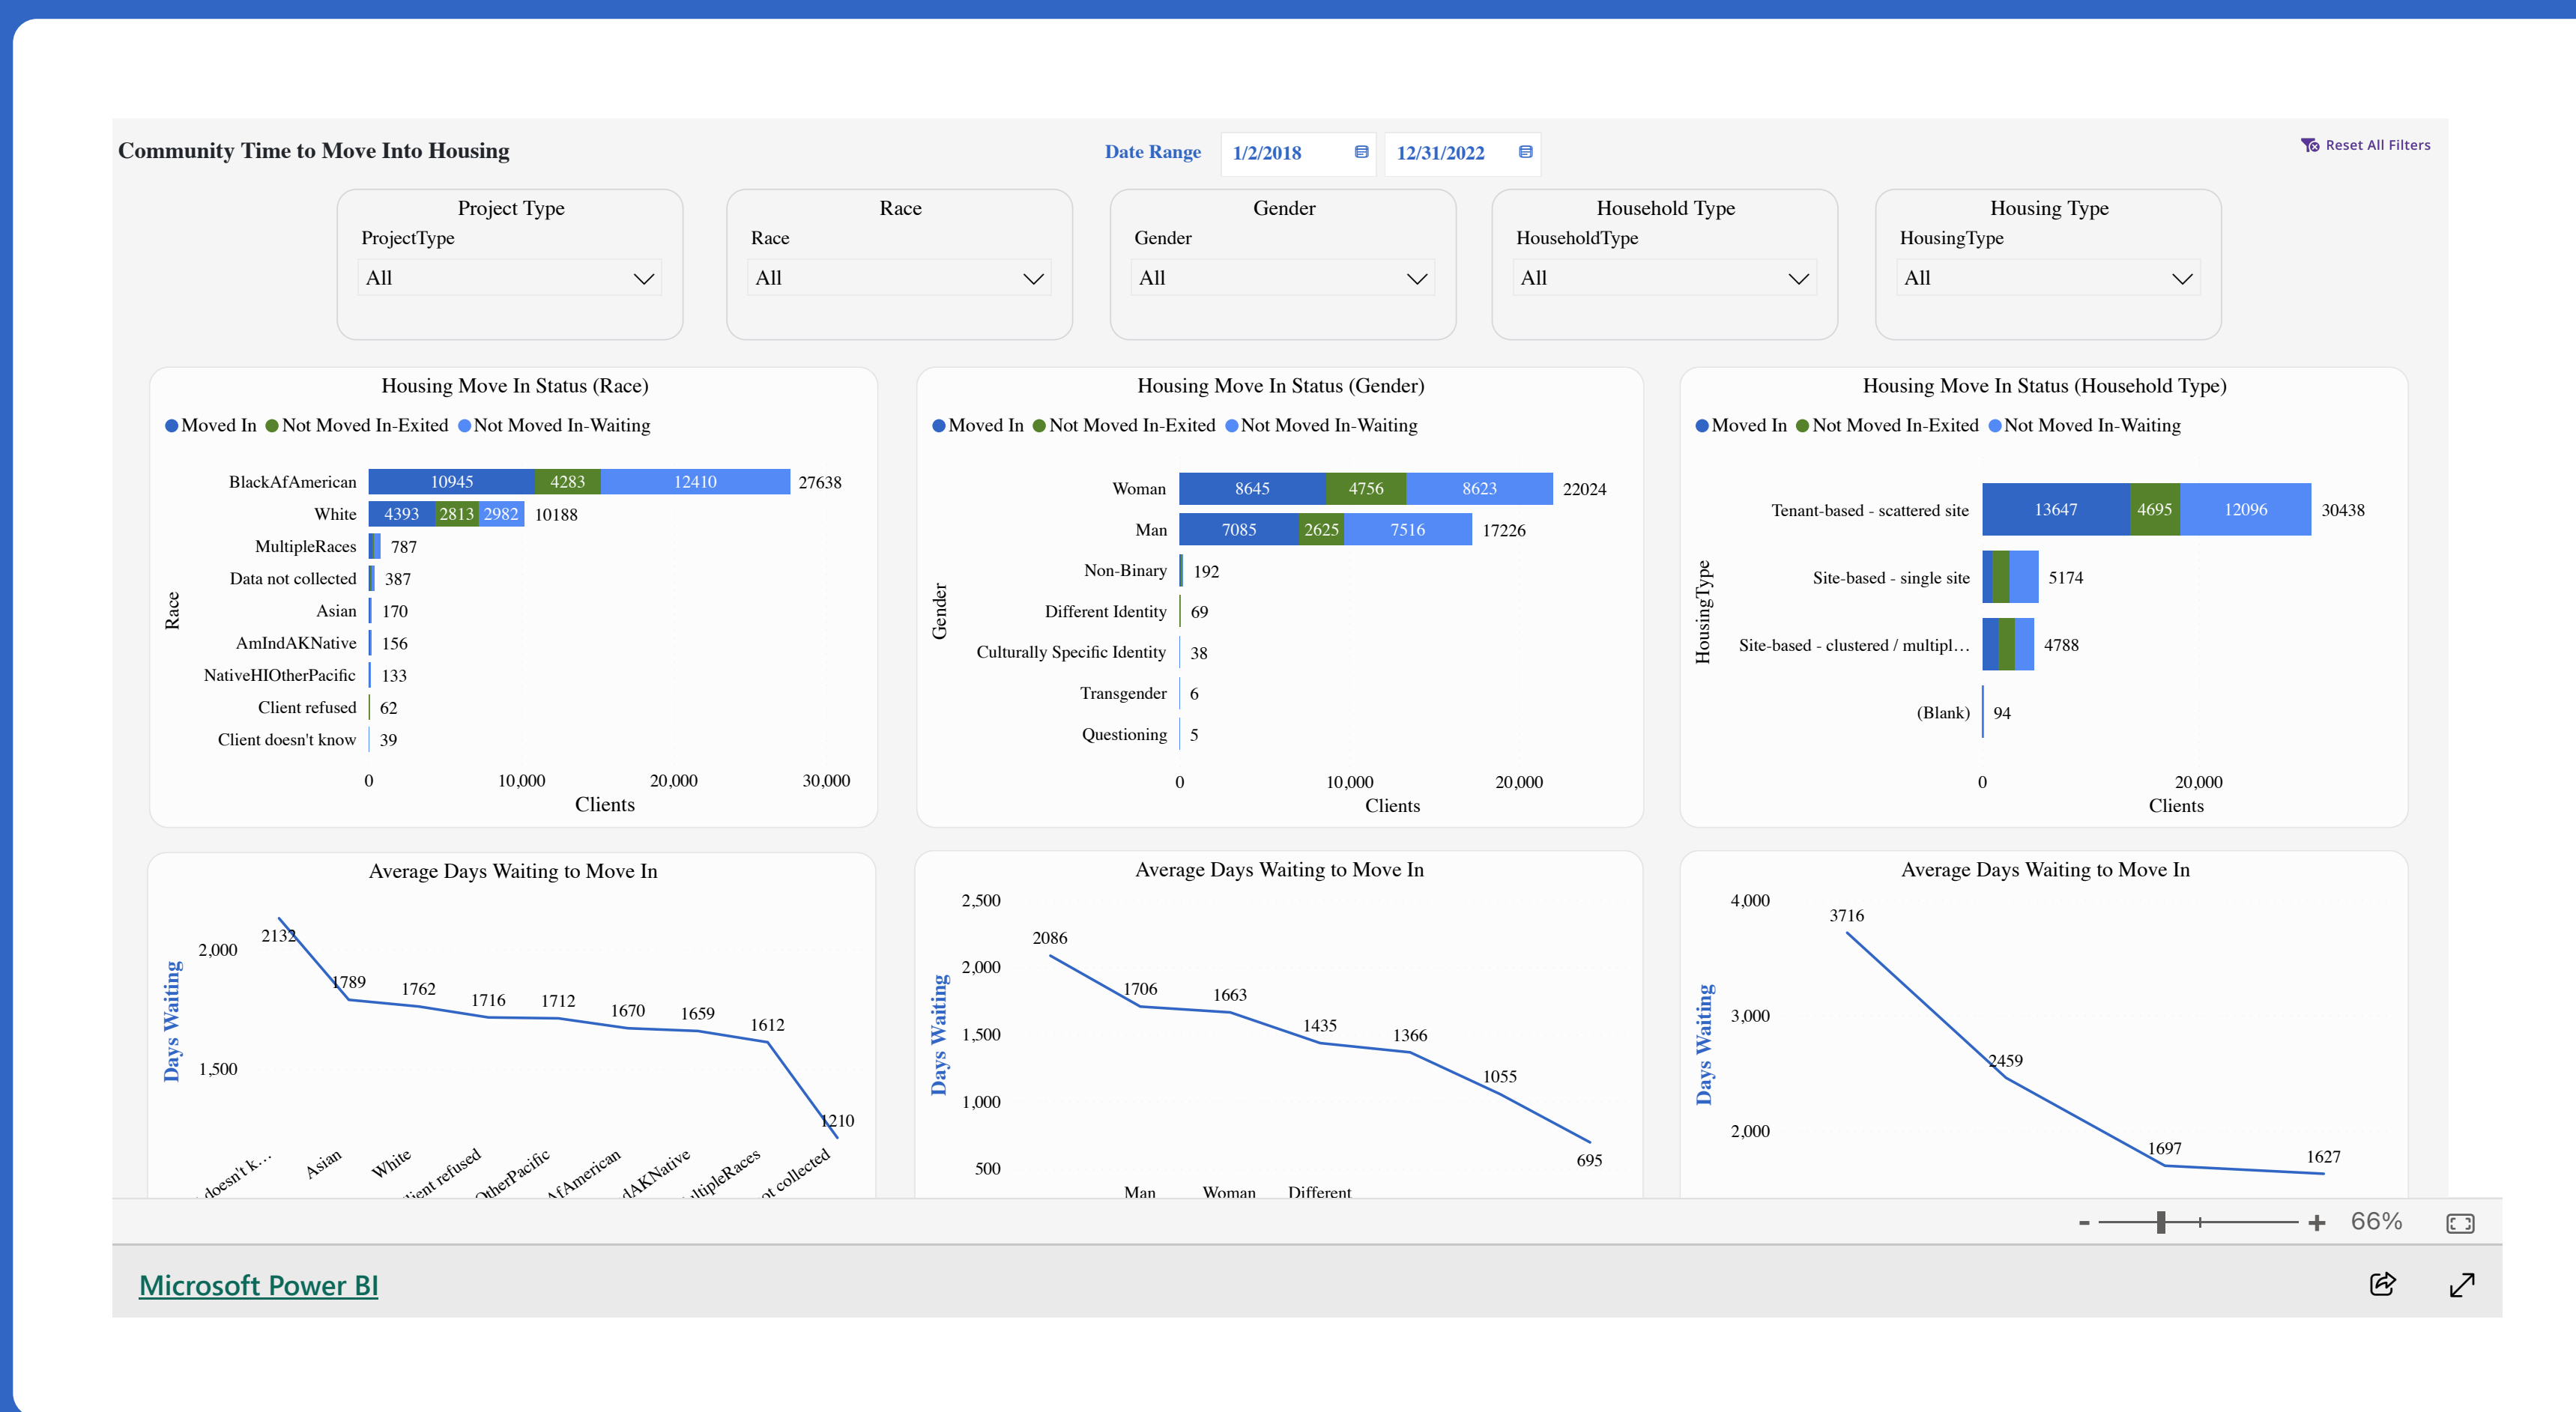 Community Time to Move Into Housing
Date Range 1/2/2018 12/31/2022
Reset All Filters
Project Type
ProjectType
All
Race
Race
All
Gender
Gender
All
Household Type
HouseholdType
All
Housing Type
HousingType
All
Housing Move In Status (Race)
Moved In Not Moved In-Exited Not Moved In-Waiting
Race
BlackAfAmerican 10945 4283 12410 27638
White 4393 2813 2982 10188
MultipleRaces 787
Data not collected 387
Asian 170
AmIndAKNative 156
NativeHIOtherPacific 133
Client refused 62
Client doesn't know 39
0 10,000 20,000 30,000
Clients
Housing Move In Status (Gender)
Moved In Not Moved In-Exited Not Moved In-Waiting
Gender
Woman 8645 4756 8623 22024
Man 7085 2625 7516 17226
Non-Binary 192
Different Identity 69
Culturally Specific Identity 38
Transgender 6
Questioning 5
0 10,000 20,000
Clients
Housing Move In Status (Household Type)
Moved In Not Moved In-Exited Not Moved In-Waiting
HousingType
Tenant-based - scattered site 13647 4695 12096 30438
Site-based - single site 5174
Site-based - clustered / multipl… 4788
(Blank) 94
0 20,000
Clients
Average Days Waiting to Move In
Days Waiting
2,000
1,500
2132 1789 1762 1716 1712 1670 1659 1612 1210
doesn't k… Asian White ient refused OtherPacific AfAmerican dAKNative ultipleRaces ot collected
Average Days Waiting to Move In
Days Waiting
2,500
2,000
1,500
1,000
500
2086 1706 1663 1435 1366 1055 695
Man Woman Different
Average Days Waiting to Move In
Days Waiting
4,000
3,000
2,000
3716 2459 1697 1627
- + 66%
Microsoft Power BI